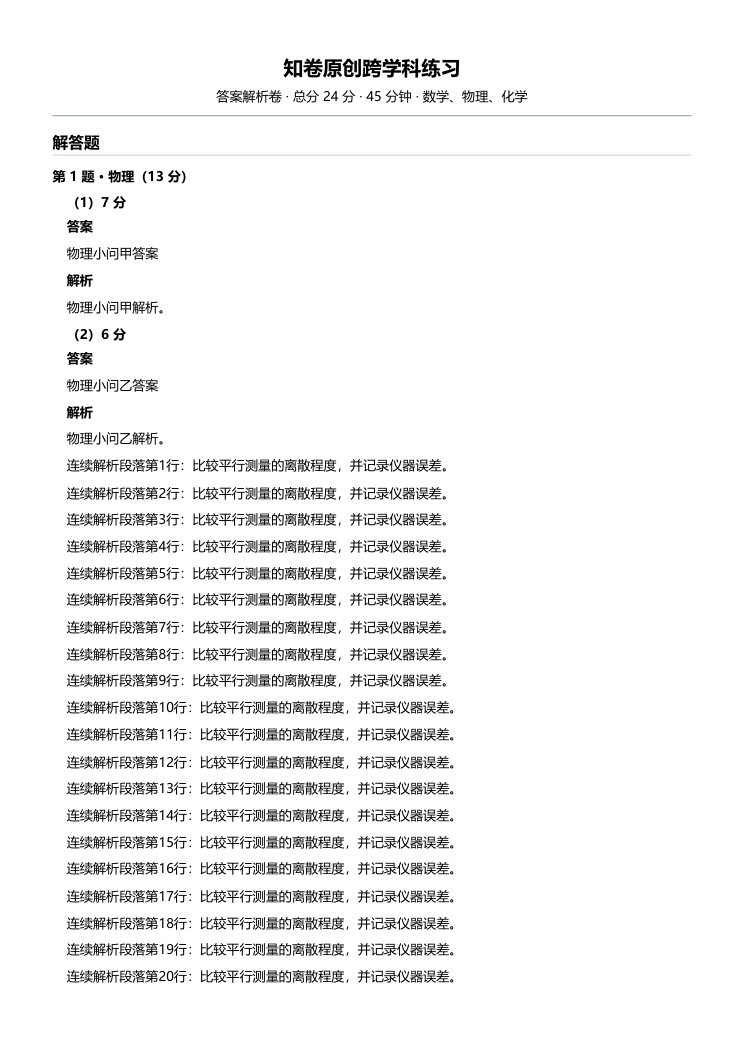 知卷原创跨学科练习
答案解析卷 · 总分 24 分 · 45 分钟 · 数学、物理、化学
解答题
第 1 题 · 物理（13 分）
（1）7 分
答案
物理小问甲答案
解析
物理小问甲解析。
（2）6 分
答案
物理小问乙答案
解析
物理小问乙解析。
连续解析段落第1行：比较平行测量的离散程度，并记录仪器误差。
连续解析段落第2行：比较平行测量的离散程度，并记录仪器误差。
连续解析段落第3行：比较平行测量的离散程度，并记录仪器误差。
连续解析段落第4行：比较平行测量的离散程度，并记录仪器误差。
连续解析段落第5行：比较平行测量的离散程度，并记录仪器误差。
连续解析段落第6行：比较平行测量的离散程度，并记录仪器误差。
连续解析段落第7行：比较平行测量的离散程度，并记录仪器误差。
连续解析段落第8行：比较平行测量的离散程度，并记录仪器误差。
连续解析段落第9行：比较平行测量的离散程度，并记录仪器误差。
连续解析段落第10行：比较平行测量的离散程度，并记录仪器误差。
连续解析段落第11行：比较平行测量的离散程度，并记录仪器误差。
连续解析段落第12行：比较平行测量的离散程度，并记录仪器误差。
连续解析段落第13行：比较平行测量的离散程度，并记录仪器误差。
连续解析段落第14行：比较平行测量的离散程度，并记录仪器误差。
连续解析段落第15行：比较平行测量的离散程度，并记录仪器误差。
连续解析段落第16行：比较平行测量的离散程度，并记录仪器误差。
连续解析段落第17行：比较平行测量的离散程度，并记录仪器误差。
连续解析段落第18行：比较平行测量的离散程度，并记录仪器误差。
连续解析段落第19行：比较平行测量的离散程度，并记录仪器误差。
连续解析段落第20行：比较平行测量的离散程度，并记录仪器误差。